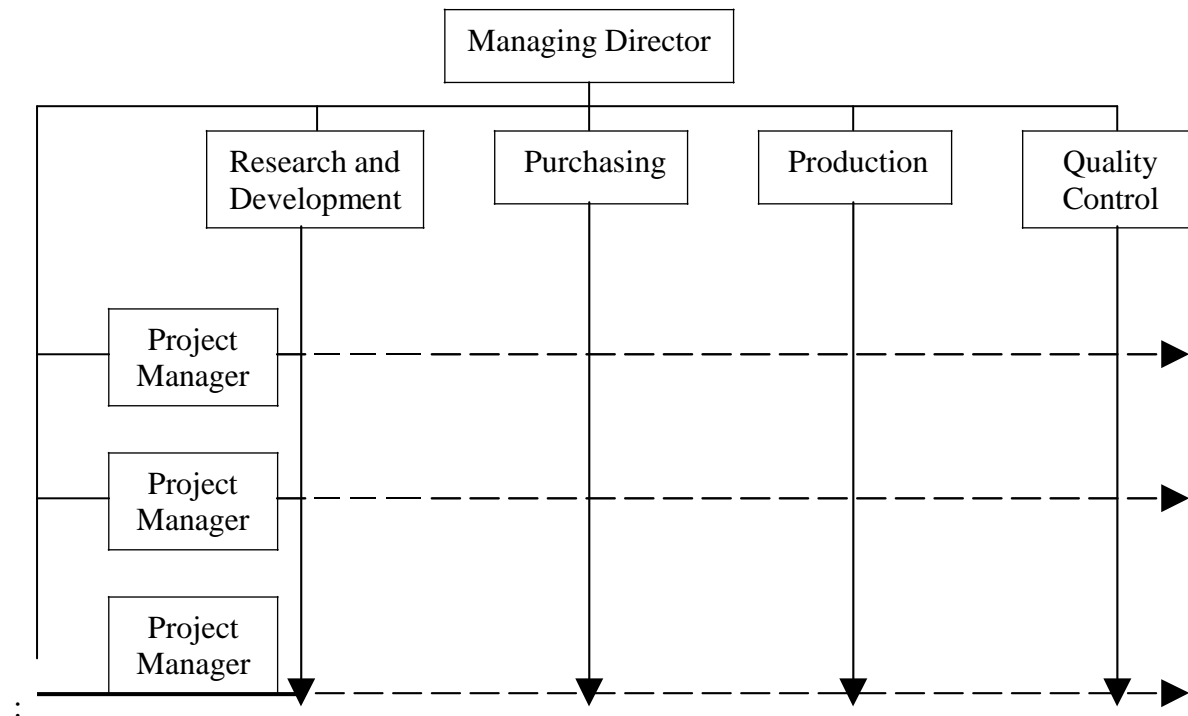 Managing Director
Research and
Development
Purchasing
Production
Quality
Control
Project
Manager
Project
Manager
Project
Manager
: